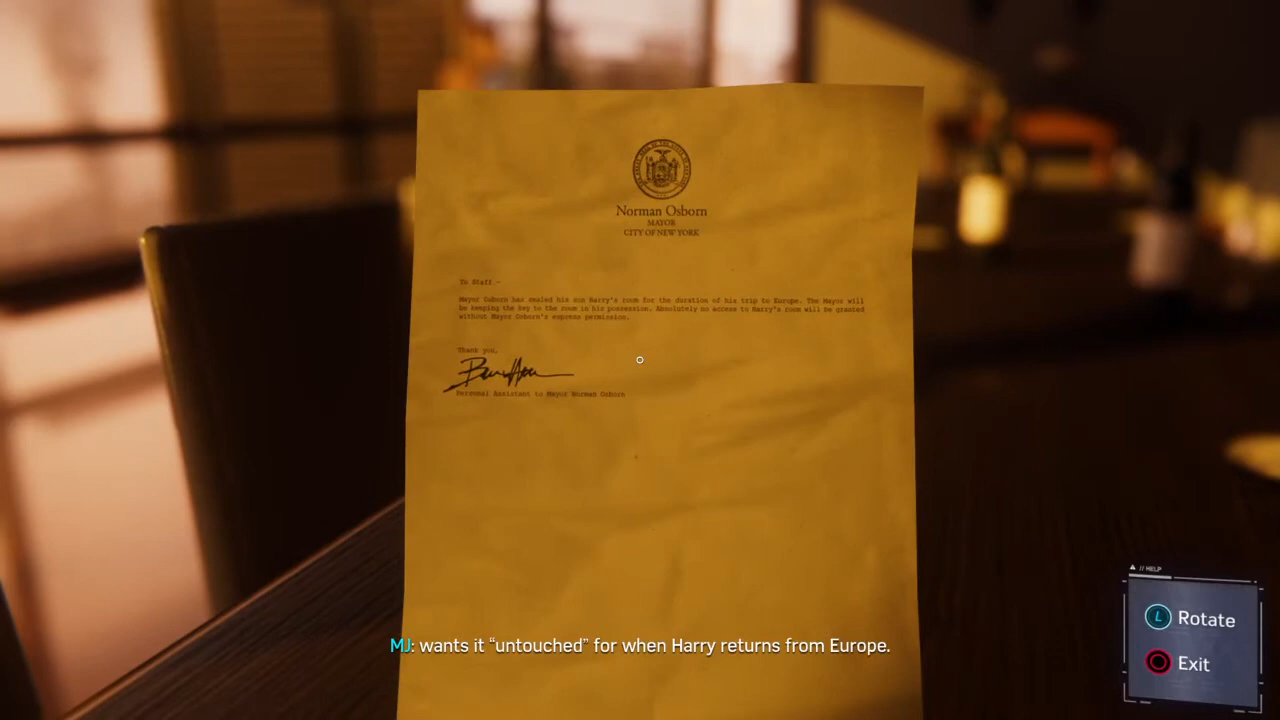 Norman Osborn
MAYOR
CITY OF NEW YORK
To Staff -
Mayor Osborn has sealed his son Harry's room for the duration of his trip to Europe. The Mayor will
be keeping the key to the room in his possession. Absolutely no access to Harry's room will be granted
without Mayor Osborn's express permission.
Thank you,
Personal Assistant to Mayor Norman Osborn
MJ: wants it “untouched” for when Harry returns from Europe.
// HELP
L Rotate
Exit